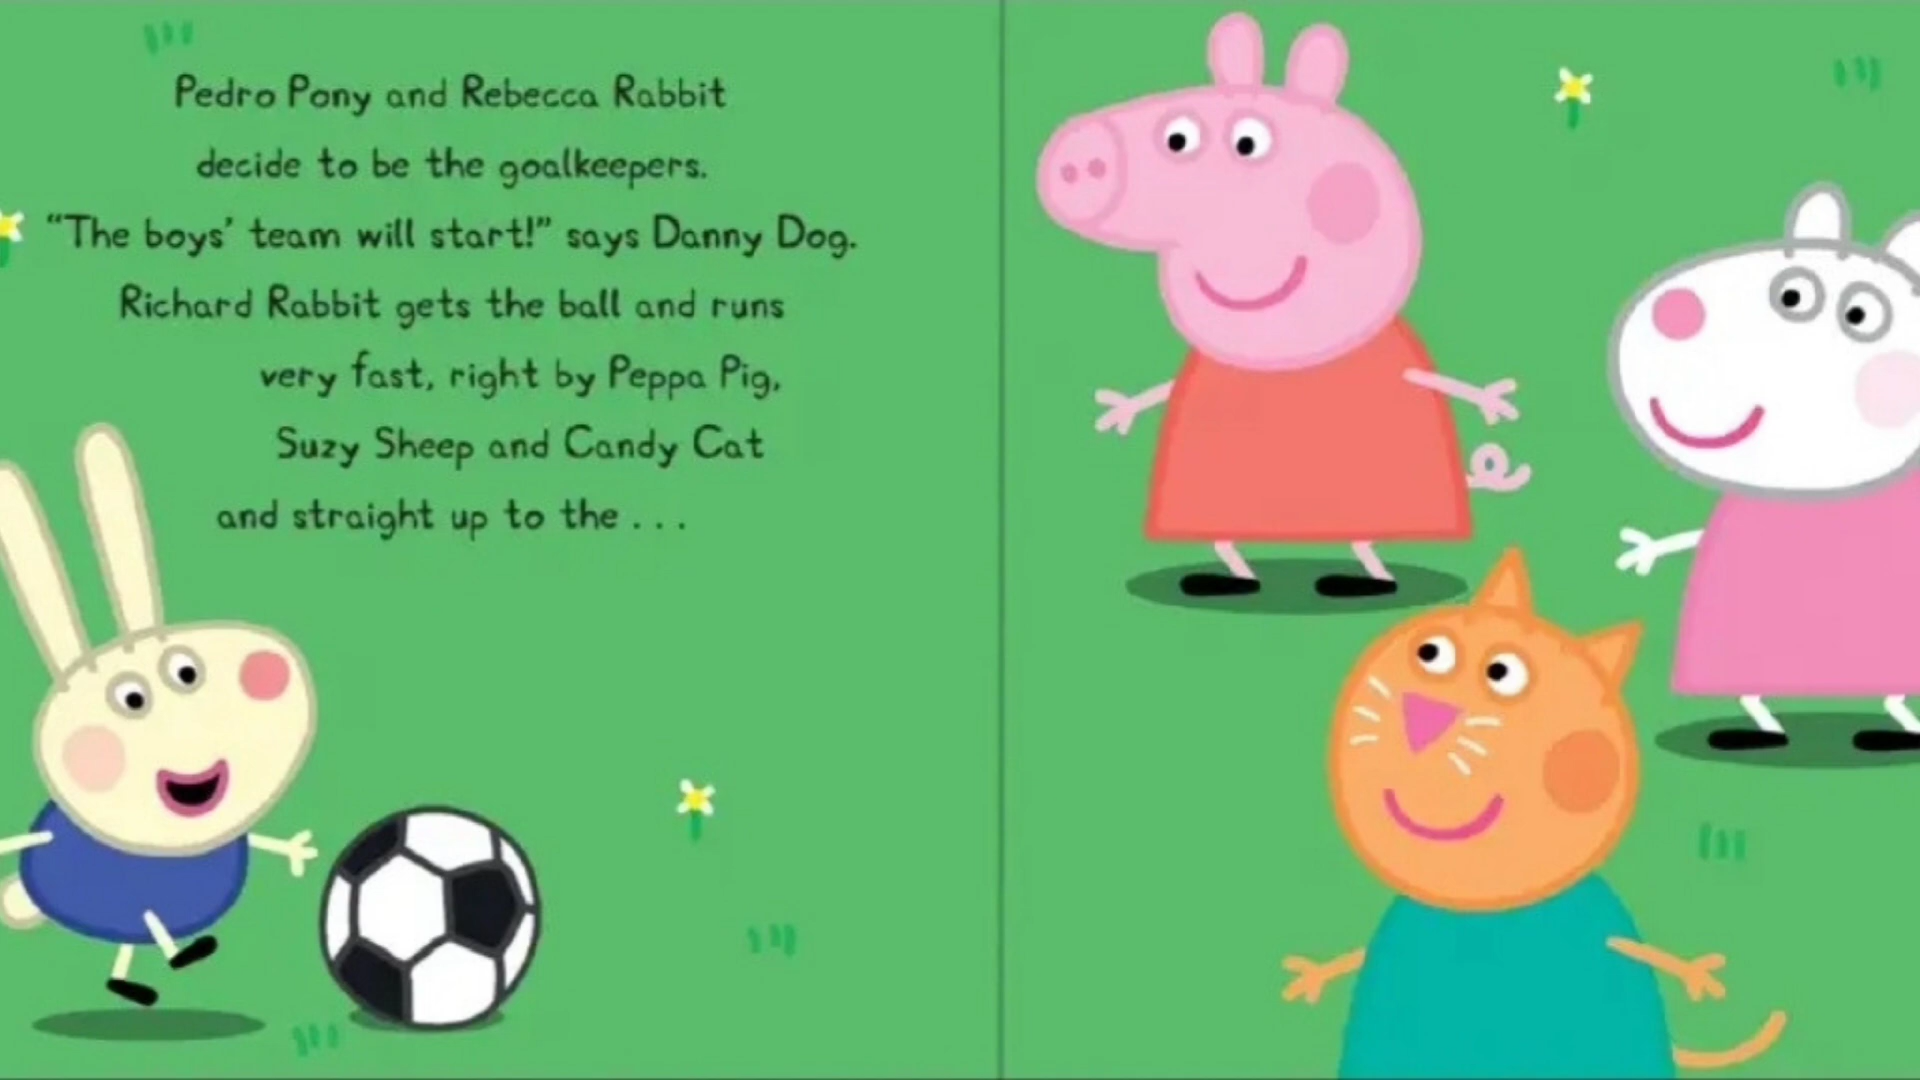 Pedro Pony and Rebecca Rabbit
decide to be the goalkeepers.
“The boys’ team will start!” says Danny Dog.
Richard Rabbit gets the ball and runs
very fast, right by Peppa Pig,
Suzy Sheep and Candy Cat
and straight up to the . . .